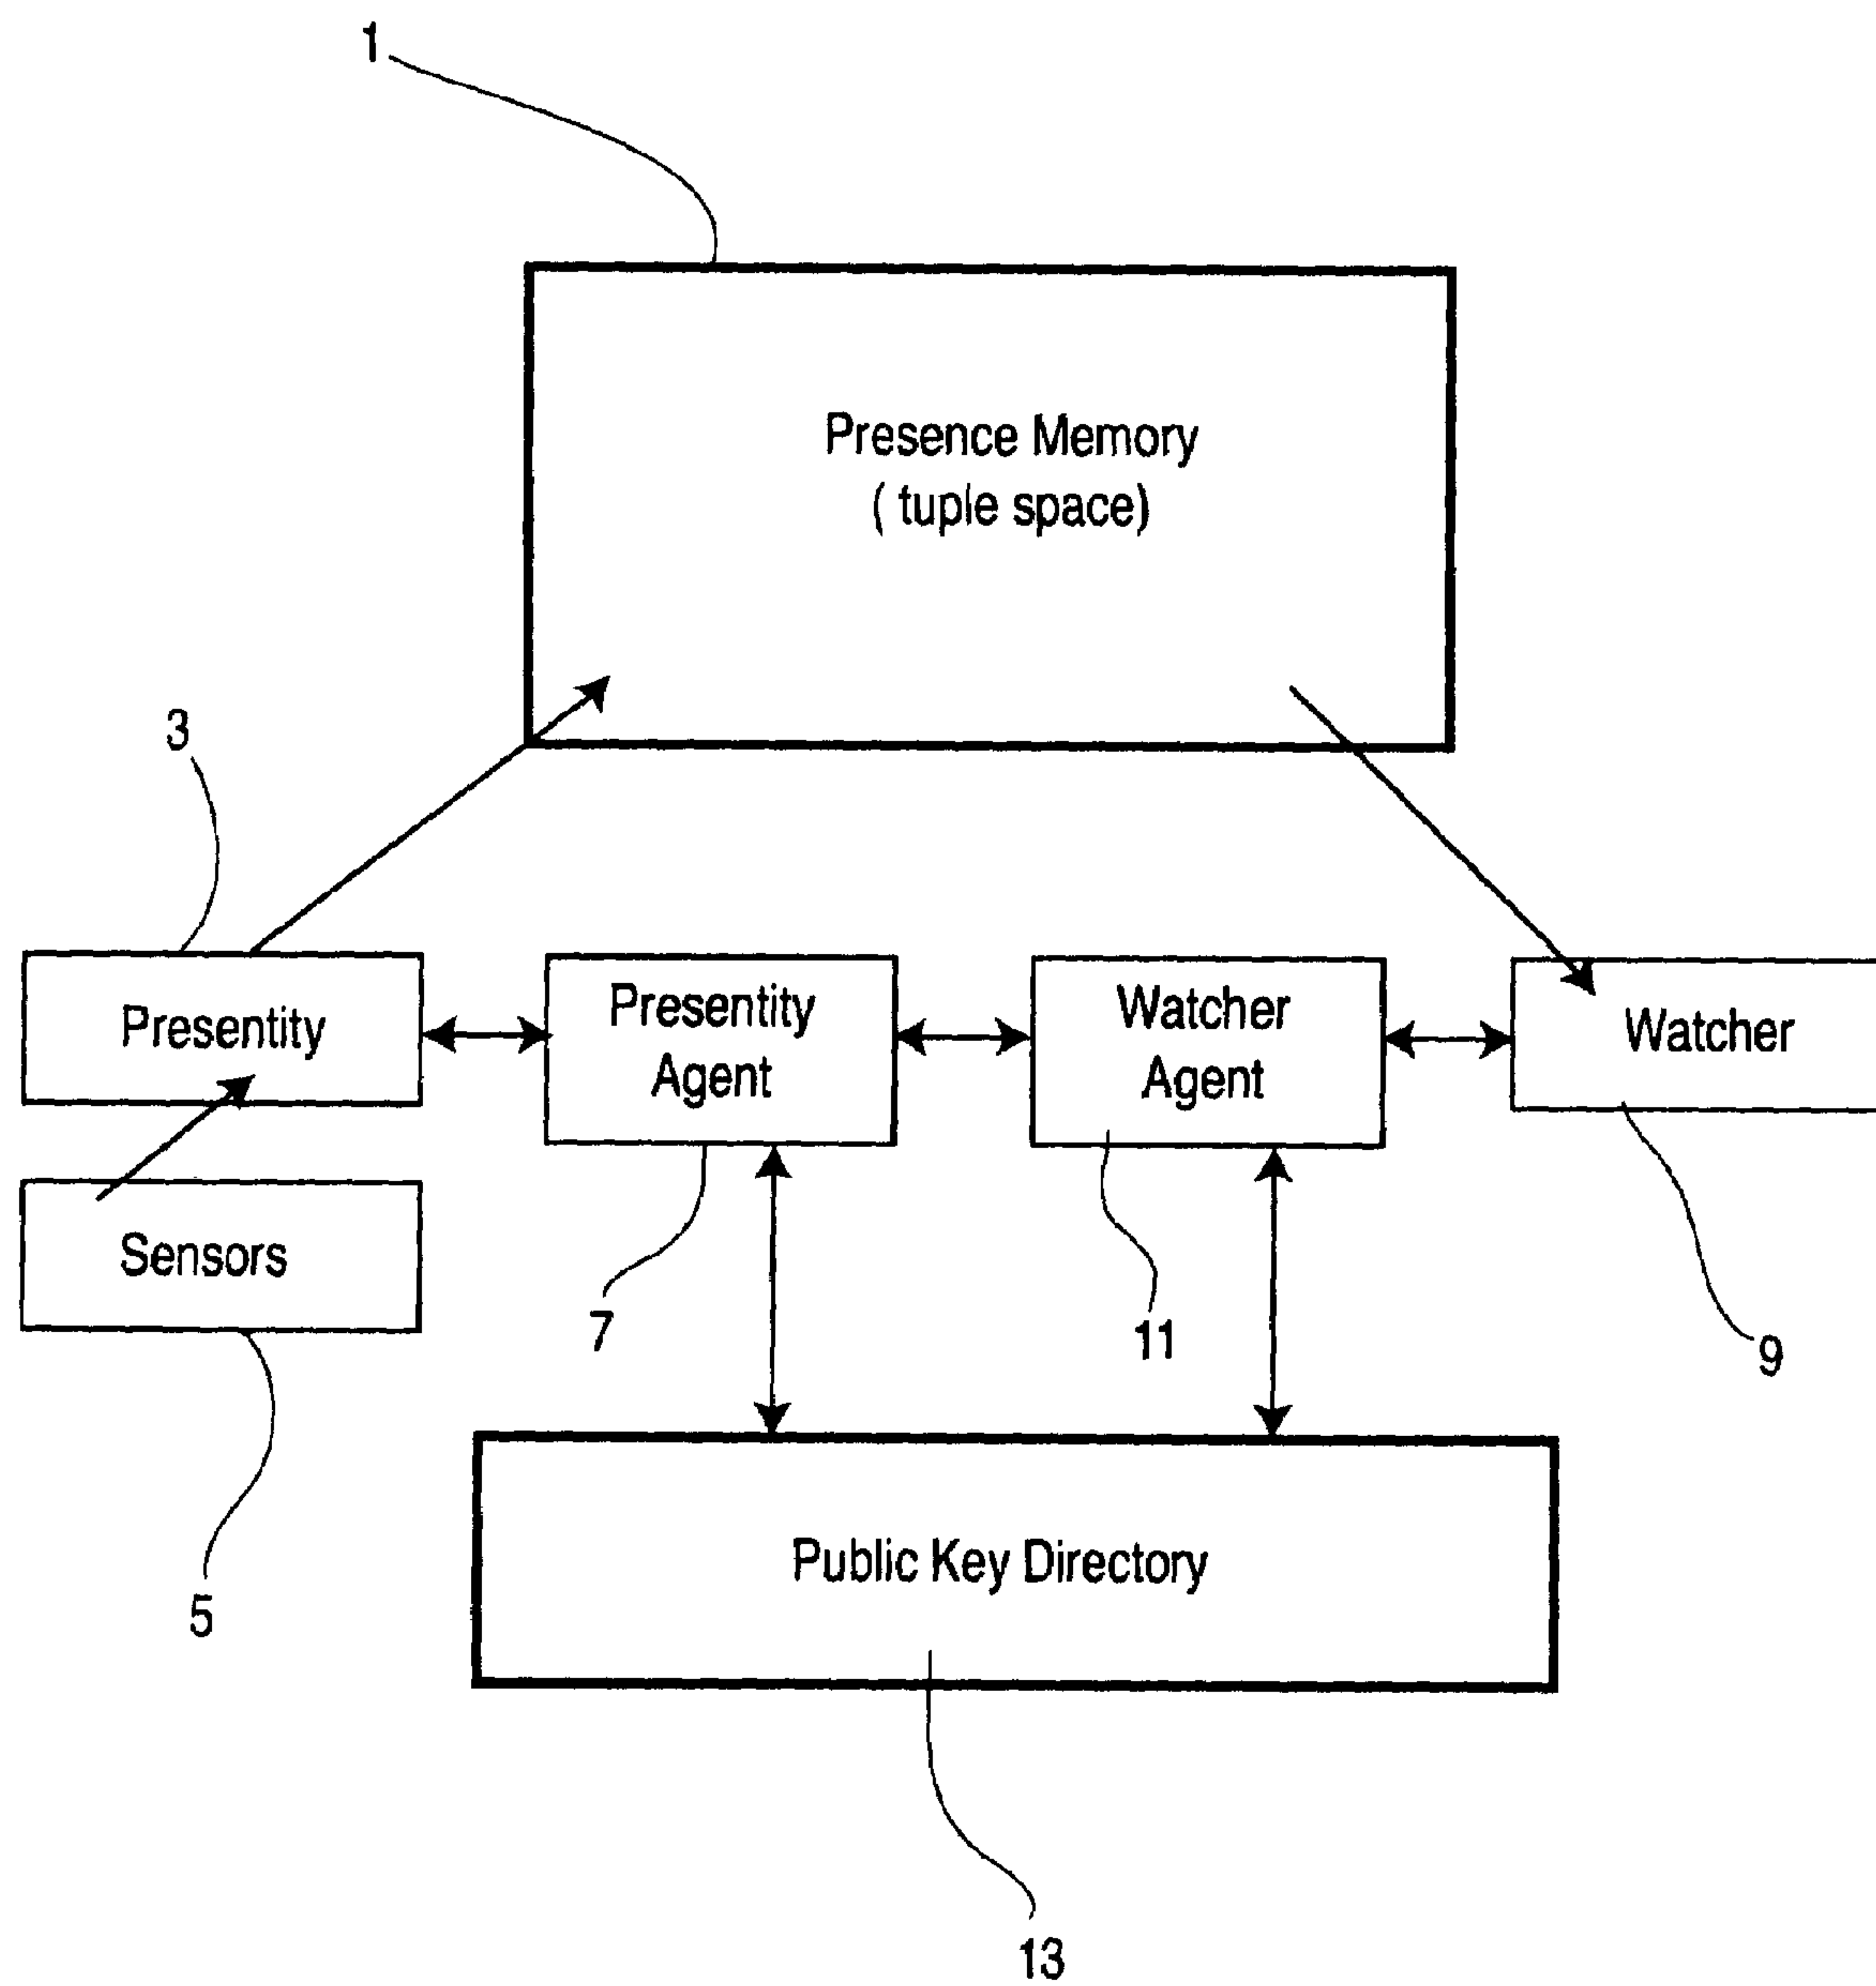 1
Presence Memory
( tuple space)
3
Presentity
Presentity
Agent
Watcher
Agent
Watcher
Sensors
7
11
9
5
Public Key Directory
13